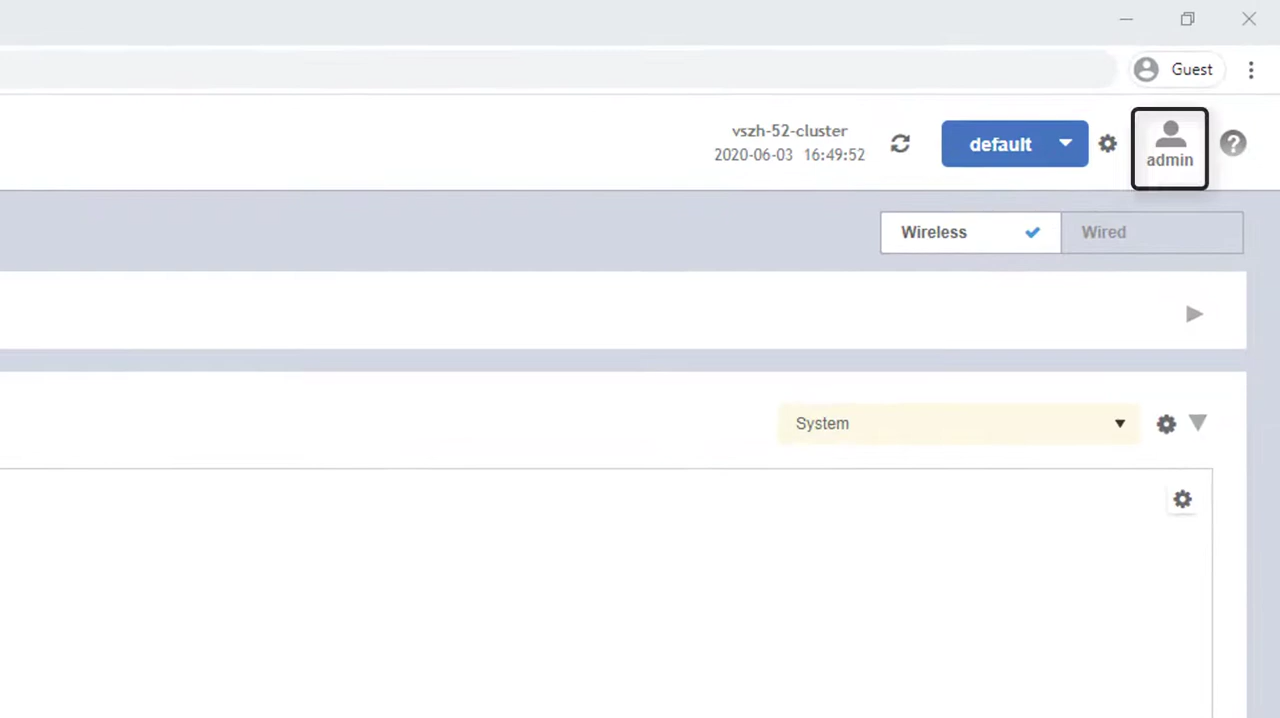 Guest
vszh-52-cluster
2020-06-03 16:49:52
default
admin
?
Wireless
Wired
System